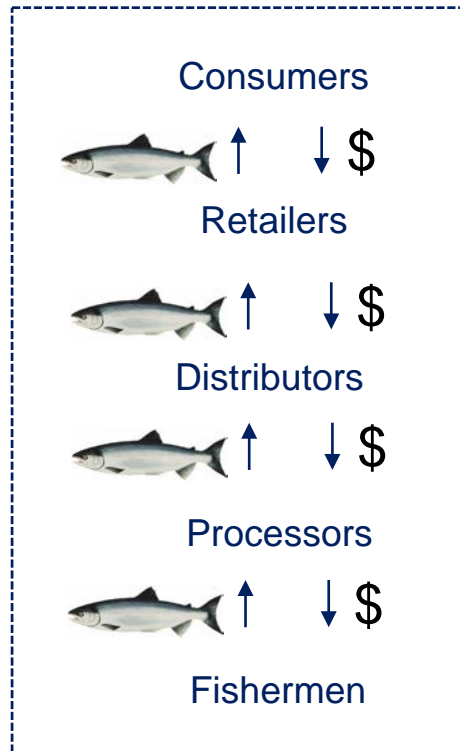 Consumers
$
Retailers
$
Distributors
$
Processors
$
Fishermen